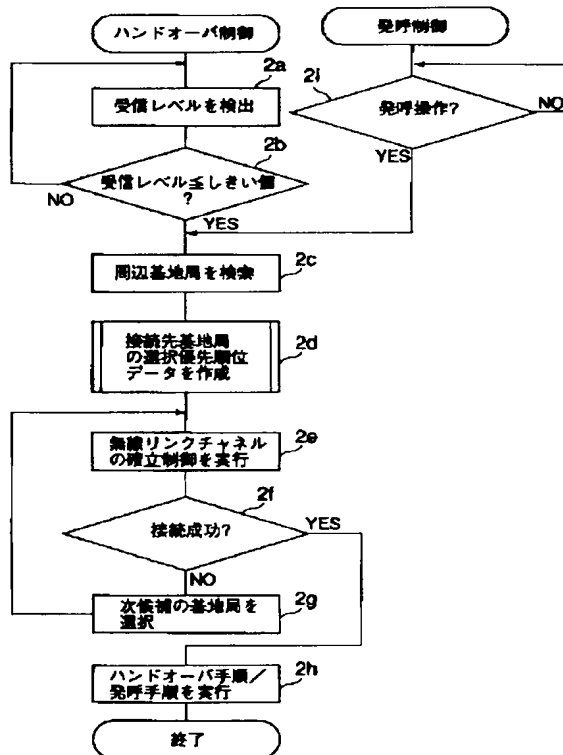 ハンドオーバ制御
発呼制御
2a
受信レベルを検出
2i
発呼操作?
NO
YES
2b
受信レベル≦しきい値
?
NO
YES
2c
周辺基地局を検索
2d
接続先基地局
の選択優先順位
データを作成
2e
無線リンクチャネル
の確立制御を実行
2f
接続成功?
YES
NO
2g
次候補の基地局を
選択
2h
ハンドオーバ手順/
発呼手順を実行
終了